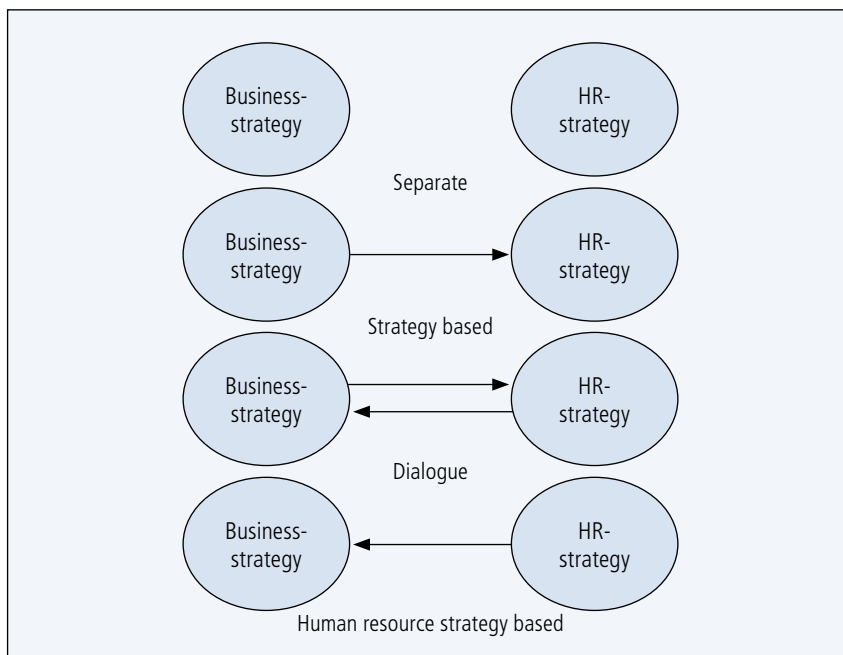 Business-
strategy
HR-
strategy
Separate
Business-
strategy
HR-
strategy
Strategy based
Business-
strategy
HR-
strategy
Dialogue
Business-
strategy
HR-
strategy
Human resource strategy based